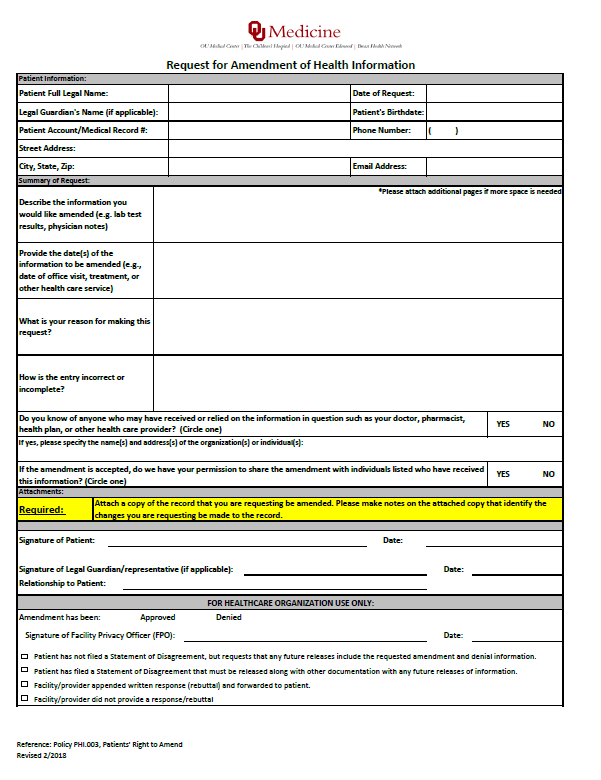 OU Medicine
OU Medical Center | The Children's Hospital | OU Medical Center Edmond | Breast Health Network
Request for Amendment of Health Information
Patient Information:
Patient Full Legal Name: Date of Request:
Legal Guardian's Name (if applicable): Patient's Birthdate:
Patient Account/Medical Record #: Phone Number: ( )
Street Address:
City, State, Zip: Email Address:
Summary of Request:
*Please attach additional pages if more space is needed
Describe the information you
would like amended (e.g. lab test
results, physician notes)
Provide the date(s) of the
information to be amended (e.g.,
date of office visit, treatment, or
other health care service)
What is your reason for making this
request?
How is the entry incorrect or
incomplete?
Do you know of anyone who may have received or relied on the information in question such as your doctor, pharmacist,
health plan, or other health care provider? (Circle one) YES NO
If yes, please specify the name(s) and address(s) of the organization(s) or individual(s):
If the amendment is accepted, do we have your permission to share the amendment with individuals listed who have received
this information? (Circle one) YES NO
Attachments:
Required: Attach a copy of the record that you are requesting be amended. Please make notes on the attached copy that identify the
changes you are requesting be made to the record.
Signature of Patient: Date:
Signature of Legal Guardian/representative (if applicable): Date:
Relationship to Patient:
FOR HEALTHCARE ORGANIZATION USE ONLY:
Amendment has been: Approved Denied
Signature of Facility Privacy Officer (FPO): Date:
Patient has not filed a Statement of Disagreement, but requests that any future releases include the requested amendment and denial information.
Patient has filed a Statement of Disagreement that must be released along with other documentation with any future releases of information.
Facility/provider appended written response (rebuttal) and forwarded to patient.
Facility/provider did not provide a response/rebuttal
Reference: Policy PHI.003, Patients' Right to Amend
Revised 2/2018